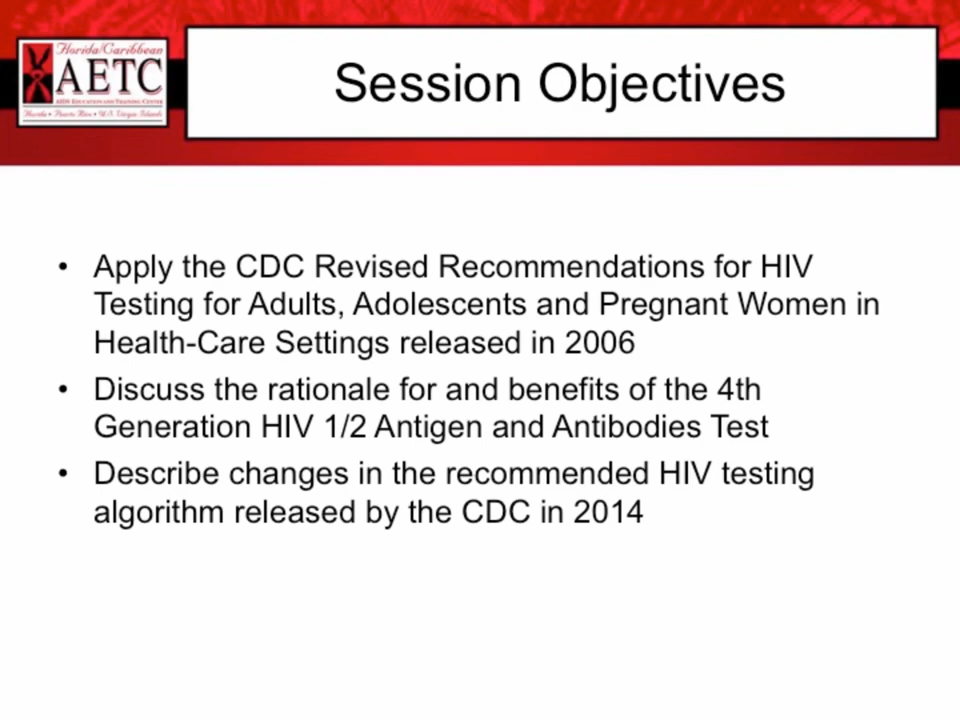 Florida/Caribbean
AETC
AIDS EDUCATION AND TRAINING CENTER
Florida • Puerto Rico • U.S. Virgin Islands
Session Objectives
• Apply the CDC Revised Recommendations for HIV
Testing for Adults, Adolescents and Pregnant Women in
Health-Care Settings released in 2006
• Discuss the rationale for and benefits of the 4th
Generation HIV 1/2 Antigen and Antibodies Test
• Describe changes in the recommended HIV testing
algorithm released by the CDC in 2014